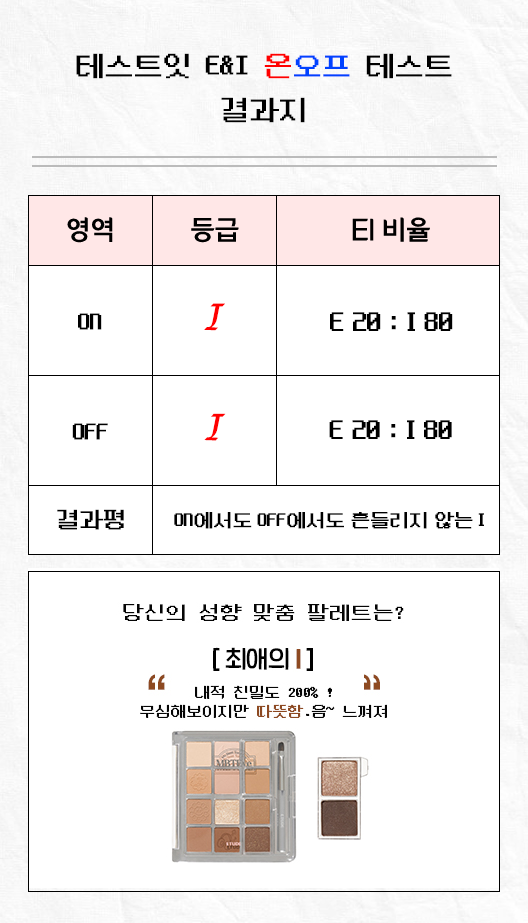 테스트잇 E&I 온오프 테스트
결과지
영역 등급 EI 비율
ON I E 20 : I 80
OFF I E 20 : I 80
결과평 ON에서도 OFF에서도 흔들리지 않는 I
당신의 성향 맞춤 팔레트는?
[ 최애의 I ]
“ 내적 친밀도 200% ! ”
무심해보이지만 따뜻함.음~ 느껴져
MBTEye
ETUDE